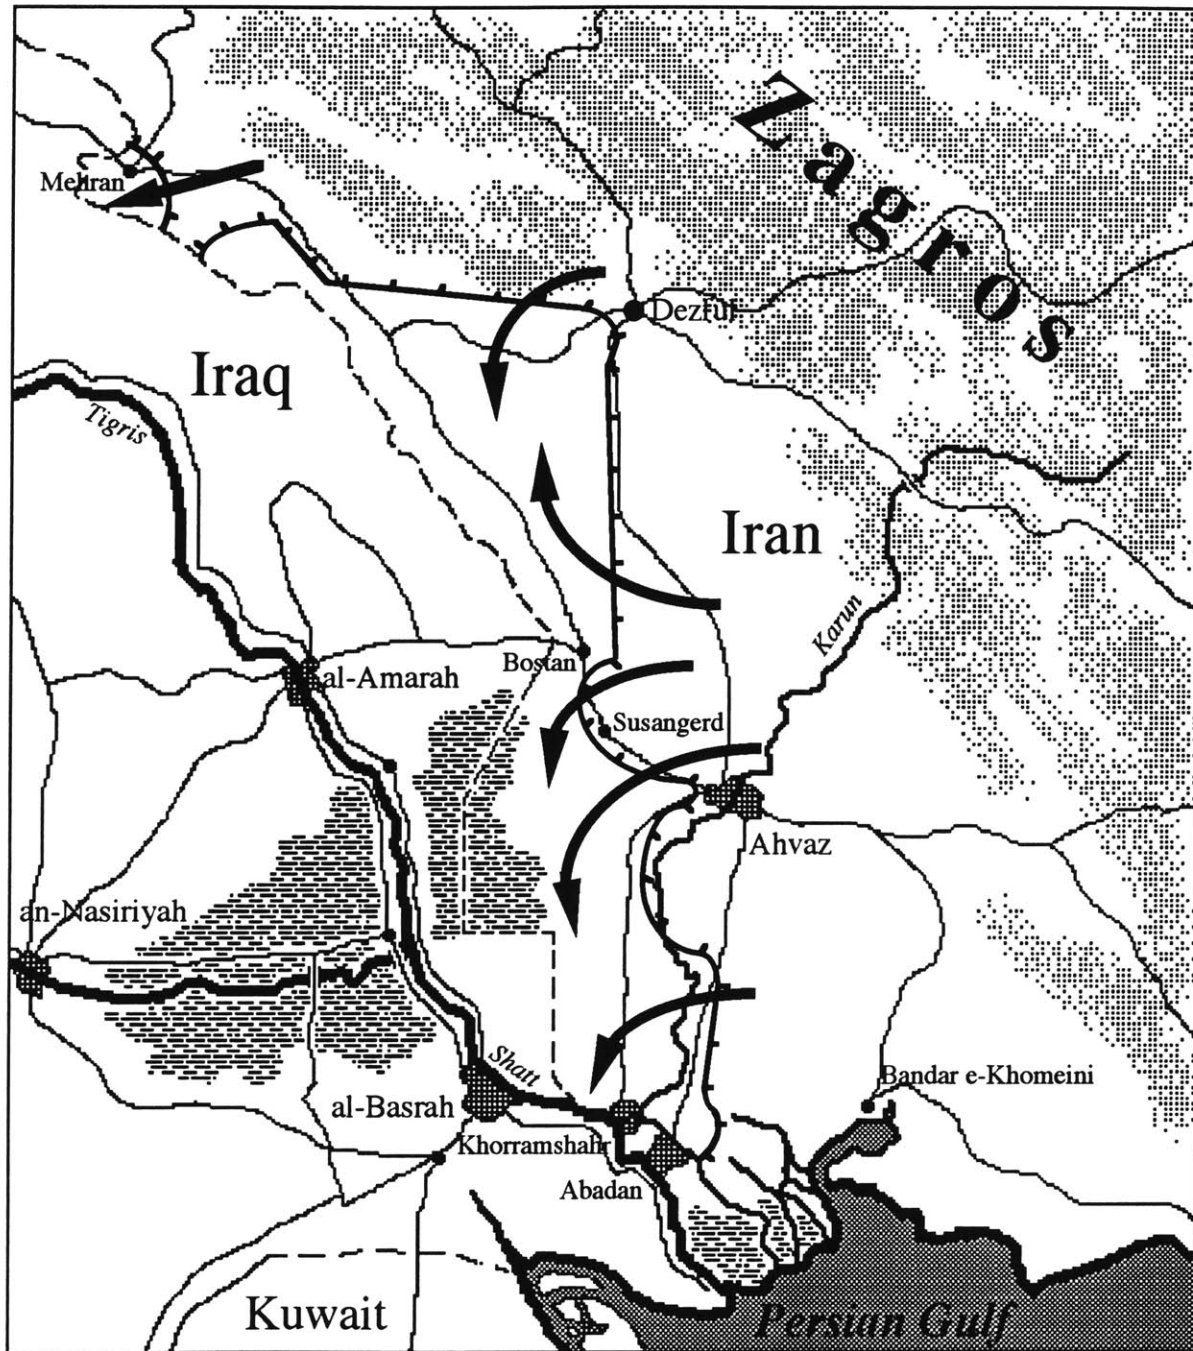 Zagros
Mehran
Dezful
Iraq
Tigris
Iran
Karun
Bostan
al-Amarah
Susangerd
Ahvaz
an-Nasiriyah
Shatt
Bandar e-Khomeini
al-Basrah
Khorramshahr
Abadan
Kuwait
Persian Gulf